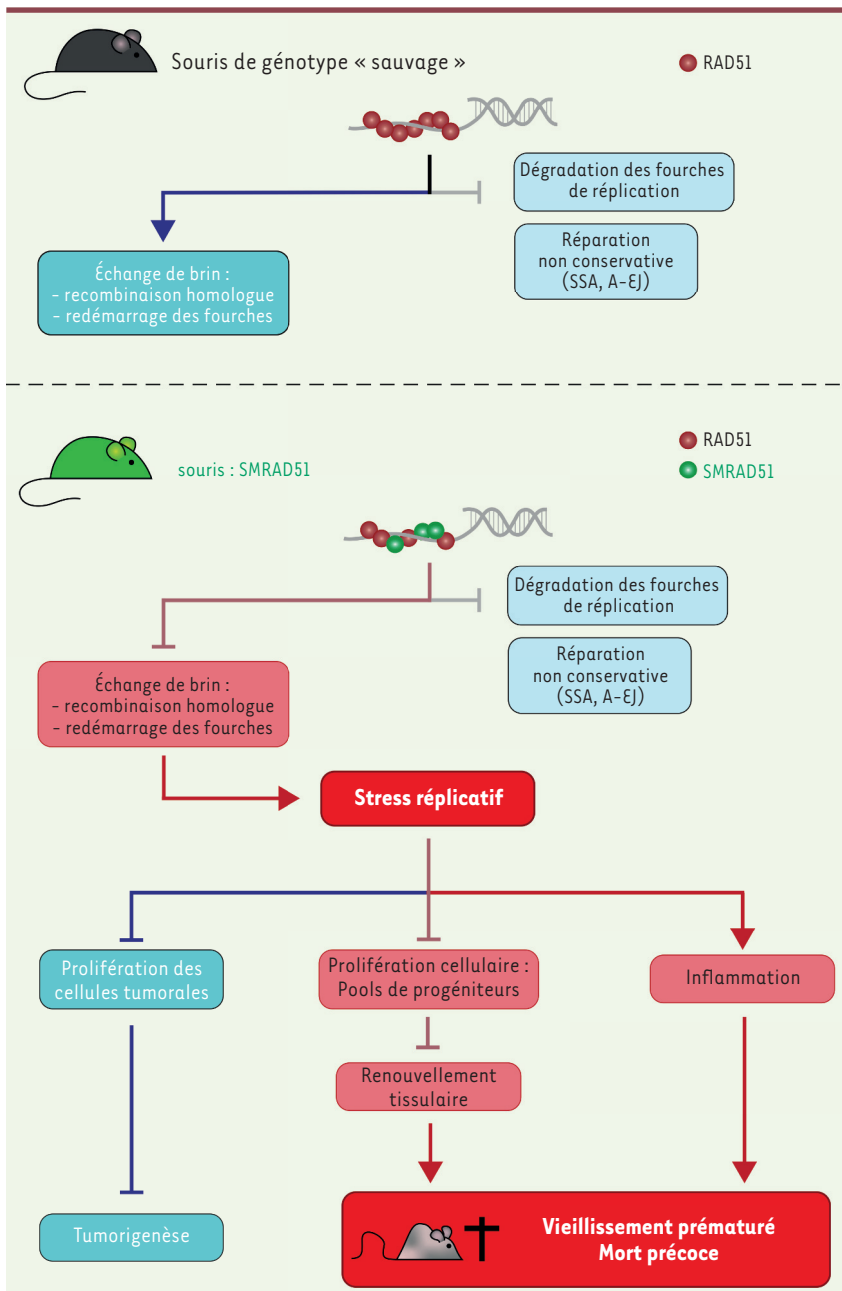 Souris de génotype « sauvage »
RAD51
Dégradation des fourches
de réplication
Réparation
non conservative
(SSA, A-EJ)
Échange de brin :
- recombinaison homologue
- redémarrage des fourches
souris : SMRAD51
RAD51
SMRAD51
Dégradation des fourches
de réplication
Réparation
non conservative
(SSA, A-EJ)
Échange de brin :
- recombinaison homologue
- redémarrage des fourches
Stress réplicatif
Prolifération des
cellules tumorales
Prolifération cellulaire :
Pools de progéniteurs
Inflammation
Renouvellement
tissulaire
Tumorigenèse
Vieillissement prématuré
Mort précoce